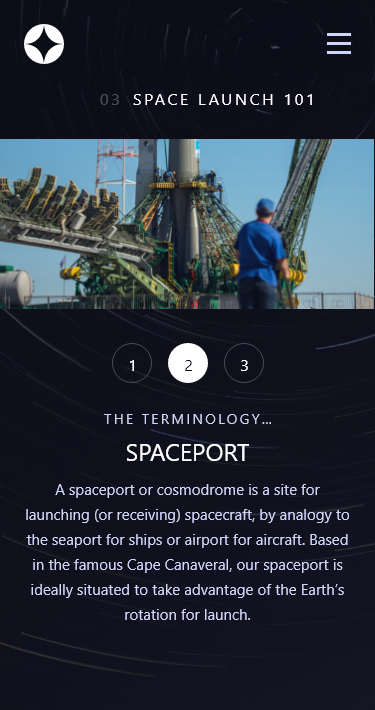 03 SPACE LAUNCH 101
1 2 3
THE TERMINOLOGY…
SPACEPORT
A spaceport or cosmodrome is a site for
launching (or receiving) spacecraft, by analogy to
the seaport for ships or airport for aircraft. Based
in the famous Cape Canaveral, our spaceport is
ideally situated to take advantage of the Earth’s
rotation for launch.